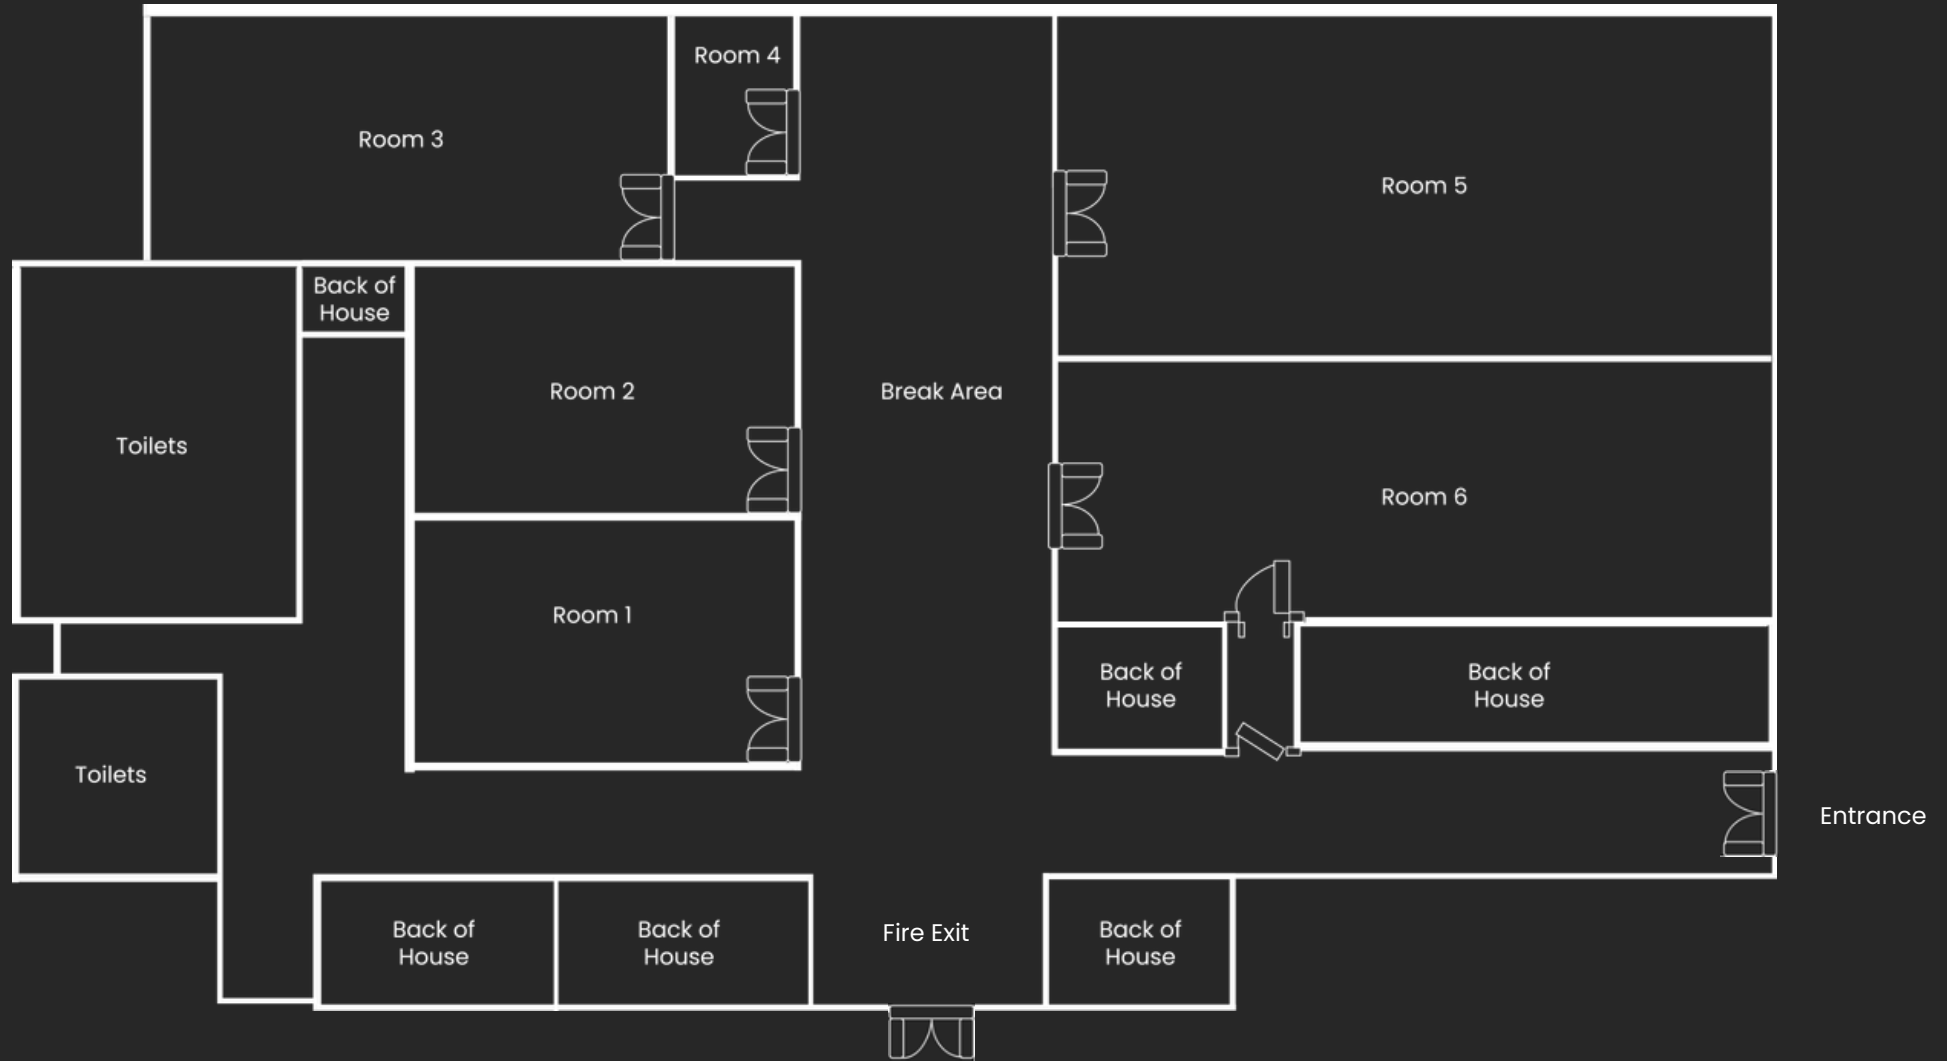 Room 4
Room 3
Room 5
Back of
House
Room 2
Break Area
Toilets
Room 6
Room 1
Back of
House
Back of
House
Toilets
Entrance
Back of
House
Back of
House
Fire Exit
Back of
House